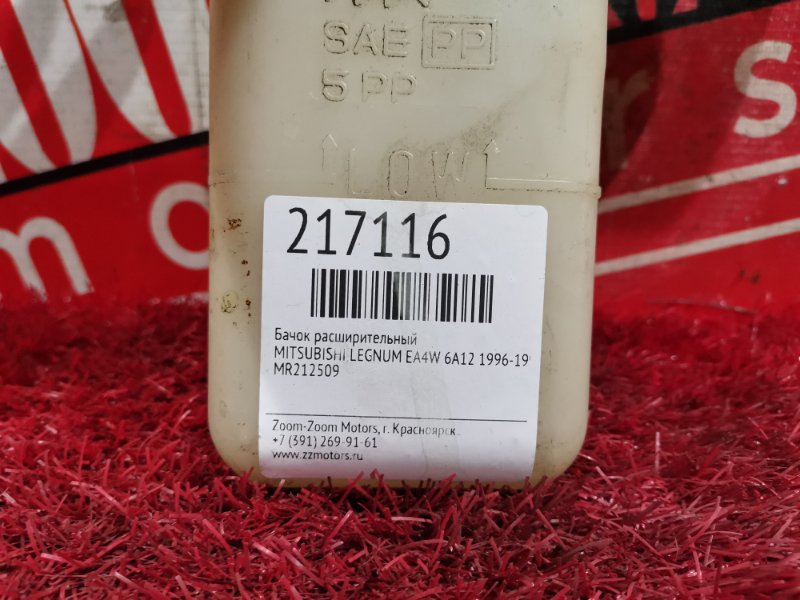 SAE PP
5 PP
LOW
217116
Бачок расширительный
MITSUBISHI LEGNUM EA4W 6A12 1996-19
MR212509
Zoom-Zoom Motors, г. Красноярск
+7 (391) 269-91-61
www.zzmotors.ru